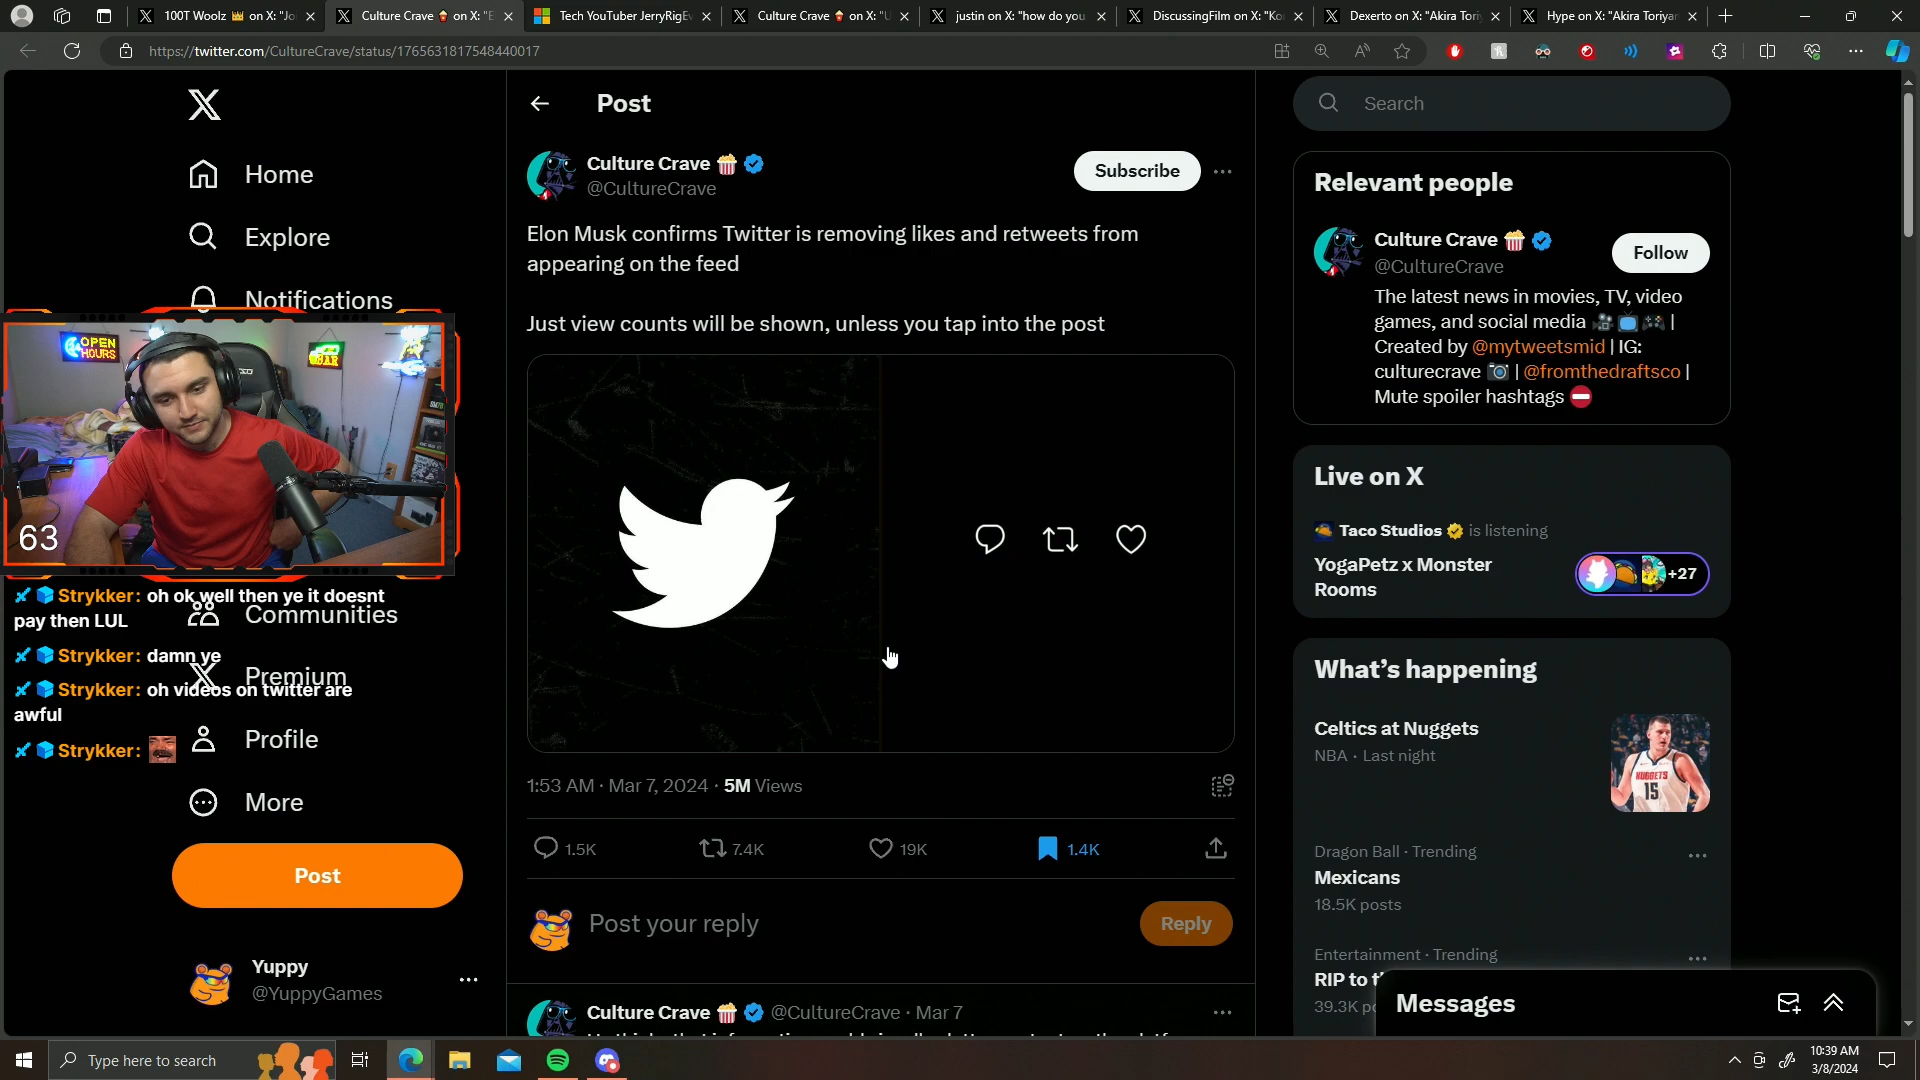 100T Woolz 👑 on X: "Jo
Culture Crave 🍿 on X: "E
Tech YouTuber JerryRigEv
Culture Crave 🍿 on X: "U
justin on X: "how do you
DiscussingFilm on X: "Ko
Dexerto on X: "Akira Tori
Hype on X: "Akira Toriyar
https://twitter.com/CultureCrave/status/1765631817548440017
Home
Explore
Notifications
Communities
Premium
Profile
More
Post
Yuppy
@YuppyGames
OPEN
HOURS
BAR
63
Strykker: oh ok well then ye it doesnt
pay then LUL
Strykker: damn ye
Strykker: oh videos on twitter are
awful
Strykker:
Post
Culture Crave 🍿
@CultureCrave
Subscribe
Elon Musk confirms Twitter is removing likes and retweets from
appearing on the feed
Just view counts will be shown, unless you tap into the post
1:53 AM · Mar 7, 2024 · 5M Views
1.5K
7.4K
19K
1.4K
Post your reply
Reply
Culture Crave 🍿 @CultureCrave · Mar 7
Search
Relevant people
Culture Crave 🍿
@CultureCrave
Follow
The latest news in movies, TV, video
games, and social media 🎥📺🎮 |
Created by @mytweetsmid | IG:
culturecrave 📷 | @fromthedraftsco |
Mute spoiler hashtags ⛔
Live on X
Taco Studios is listening
YogaPetz x Monster
Rooms
+27
What's happening
Celtics at Nuggets
NBA · Last night
NUGGETS
15
Dragon Ball · Trending
Mexicans
18.5K posts
Entertainment · Trending
RIP to t
39.3K po
Messages
Type here to search
10:39 AM
3/8/2024